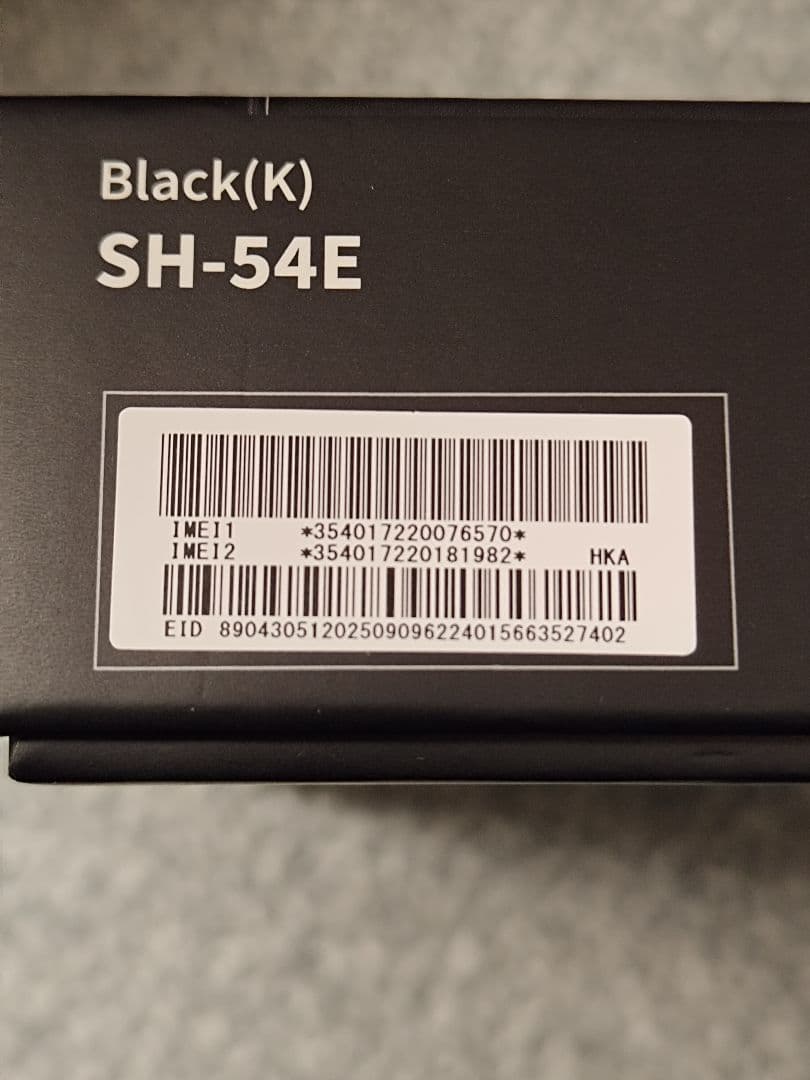 Black(K)
SH-54E
IMEI1 *354017220076570*
IMEI2 *354017220181982* HKA
EID 89043051202509096224015663527402